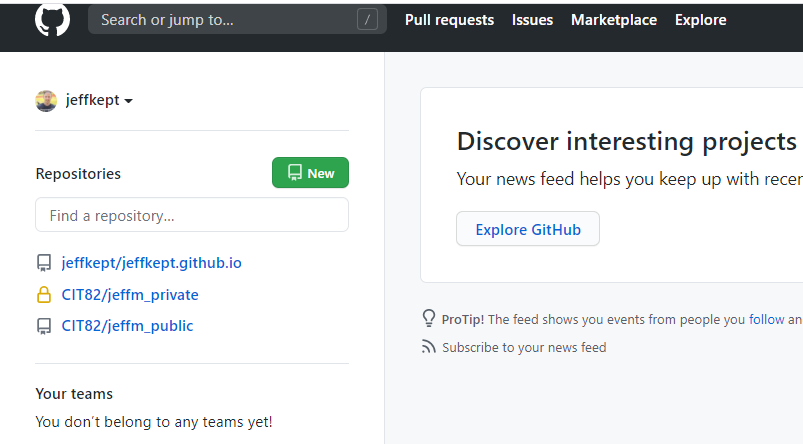 Search or jump to... /
Pull requests Issues Marketplace Explore
jeffkept
Repositories
New
Find a repository...
jeffkept/jeffkept.github.io
CIT82/jeffm_private
CIT82/jeffm_public
Your teams
You don’t belong to any teams yet!
Discover interesting projects
Your news feed helps you keep up with
Explore GitHub
ProTip! The feed shows you events from people you follow
Subscribe to your news feed